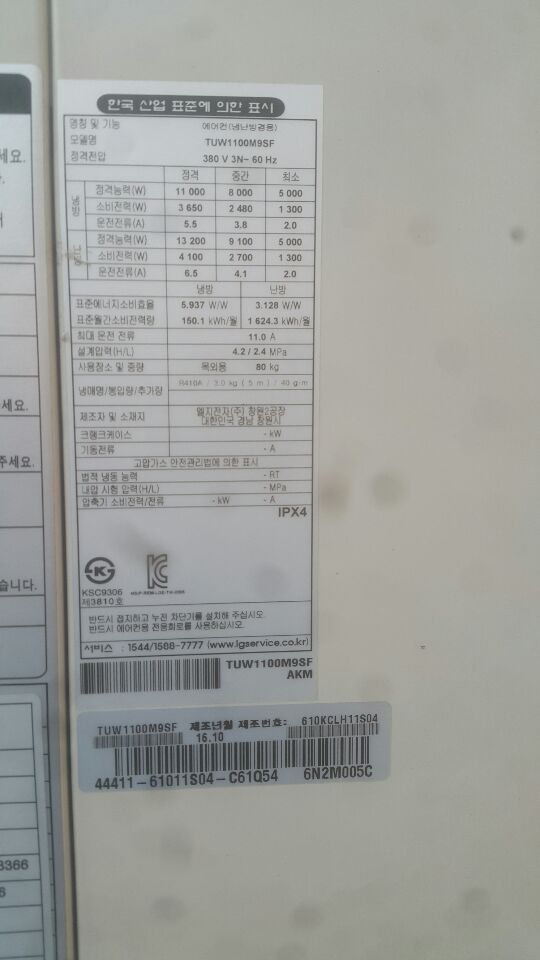 한국 산업 표준에 의한 표시
명칭 및 기능 에어컨(냉난방겸용)
모델명 TUW1100M9SF
정격전압 380 V 3N~ 60 Hz
정격 중간 최소
냉방
정격능력(W) 11 000 8 000 5 000
소비전력(W) 3 650 2 480 1 300
운전전류(A) 5.5 3.8 2.0
정격능력(W) 13 200 9 100 5 000
소비전력(W) 4 100 2 700 1 300
운전전류(A) 6.5 4.1 2.0
냉방 난방
표준에너지소비효율 5.937 W/W 3.128 W/W
표준월간소비전력량 150.1 kWh/월 1 624.3 kWh/월
최대 운전 전류 11.0 A
설계압력(H/L) 4.2 / 2.4 MPa
사용장소 및 중량 옥외용 80 kg
냉매명/봉입량/추가량 R410A / 3.0 kg ( 5 m ) / 40 g/m
제조자 및 소재지 엘지전자(주) 창원2공장
대한민국 경남 창원시
크랭크케이스 - kW
기동전류 - A
고압가스 안전관리법에 의한 표시
법적 냉동 능력 - RT
내압 시험 압력(H/L) - MPa
압축기 소비전력/전류 - kW - A
IPX4
KSC9306
제3810호
반드시 접지하고 누전 차단기를 설치해 주십시오.
반드시 에어컨용 전용회로를 사용하십시오.
서비스 : 1544/1588-7777 (www.lgservice.co.kr)
TUW1100M9SF
AKM
TUW1100M9SF 제조년월 제조번호: 610KCLH11S04
16.10
44411-61011S04-C61Q54 6N2M005C
세요.
세요.
주세요.
습니다.
3366